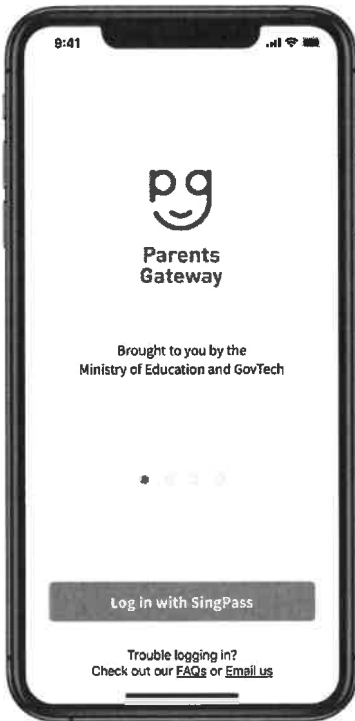 9:41
pg
Parents
Gateway
Brought to you by the
Ministry of Education and GovTech
Log in with SingPass
Trouble logging in?
Check out our FAQs or Email us